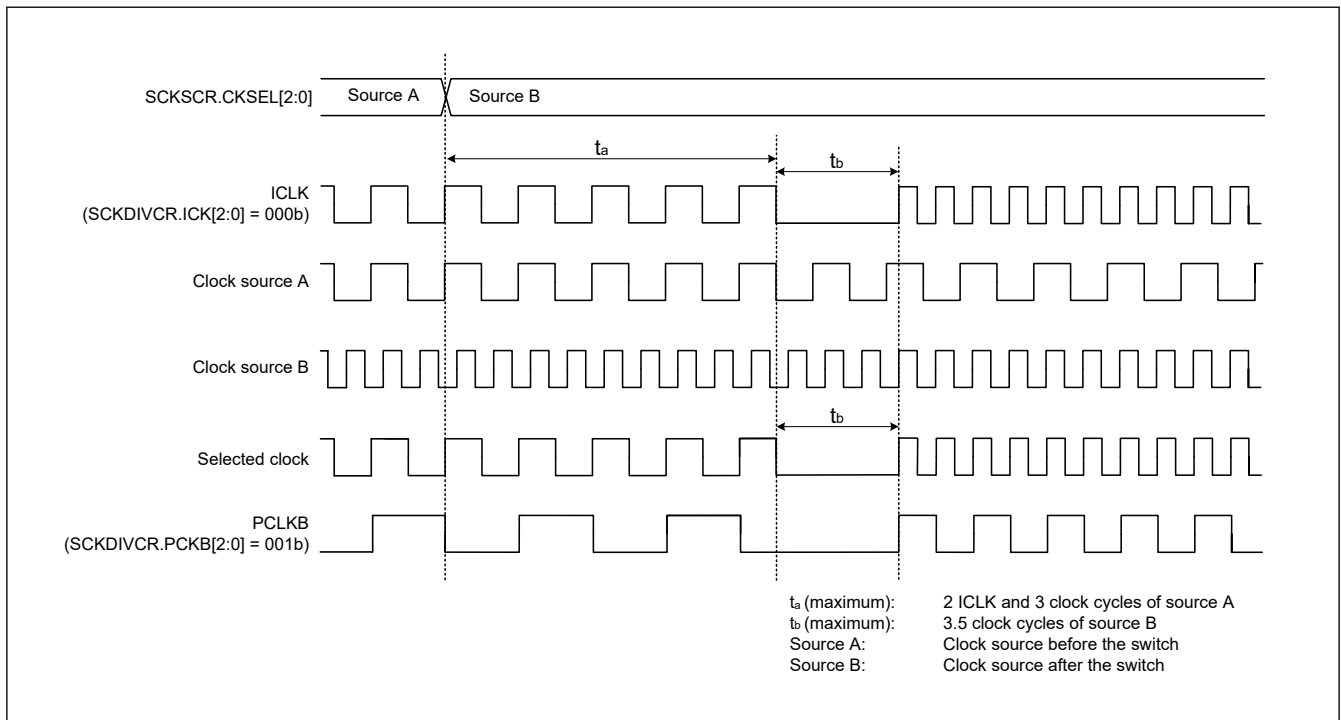 SCKSCR.CKSEL[2:0]
Source A
Source B
ta
tb
ICLK
(SCKDIVCR.ICK[2:0] = 000b)
Clock source A
Clock source B
tb
Selected clock
PCLKB
(SCKDIVCR.PCKB[2:0] = 001b)
ta (maximum): 2 ICLK and 3 clock cycles of source A
tb (maximum): 3.5 clock cycles of source B
Source A: Clock source before the switch
Source B: Clock source after the switch